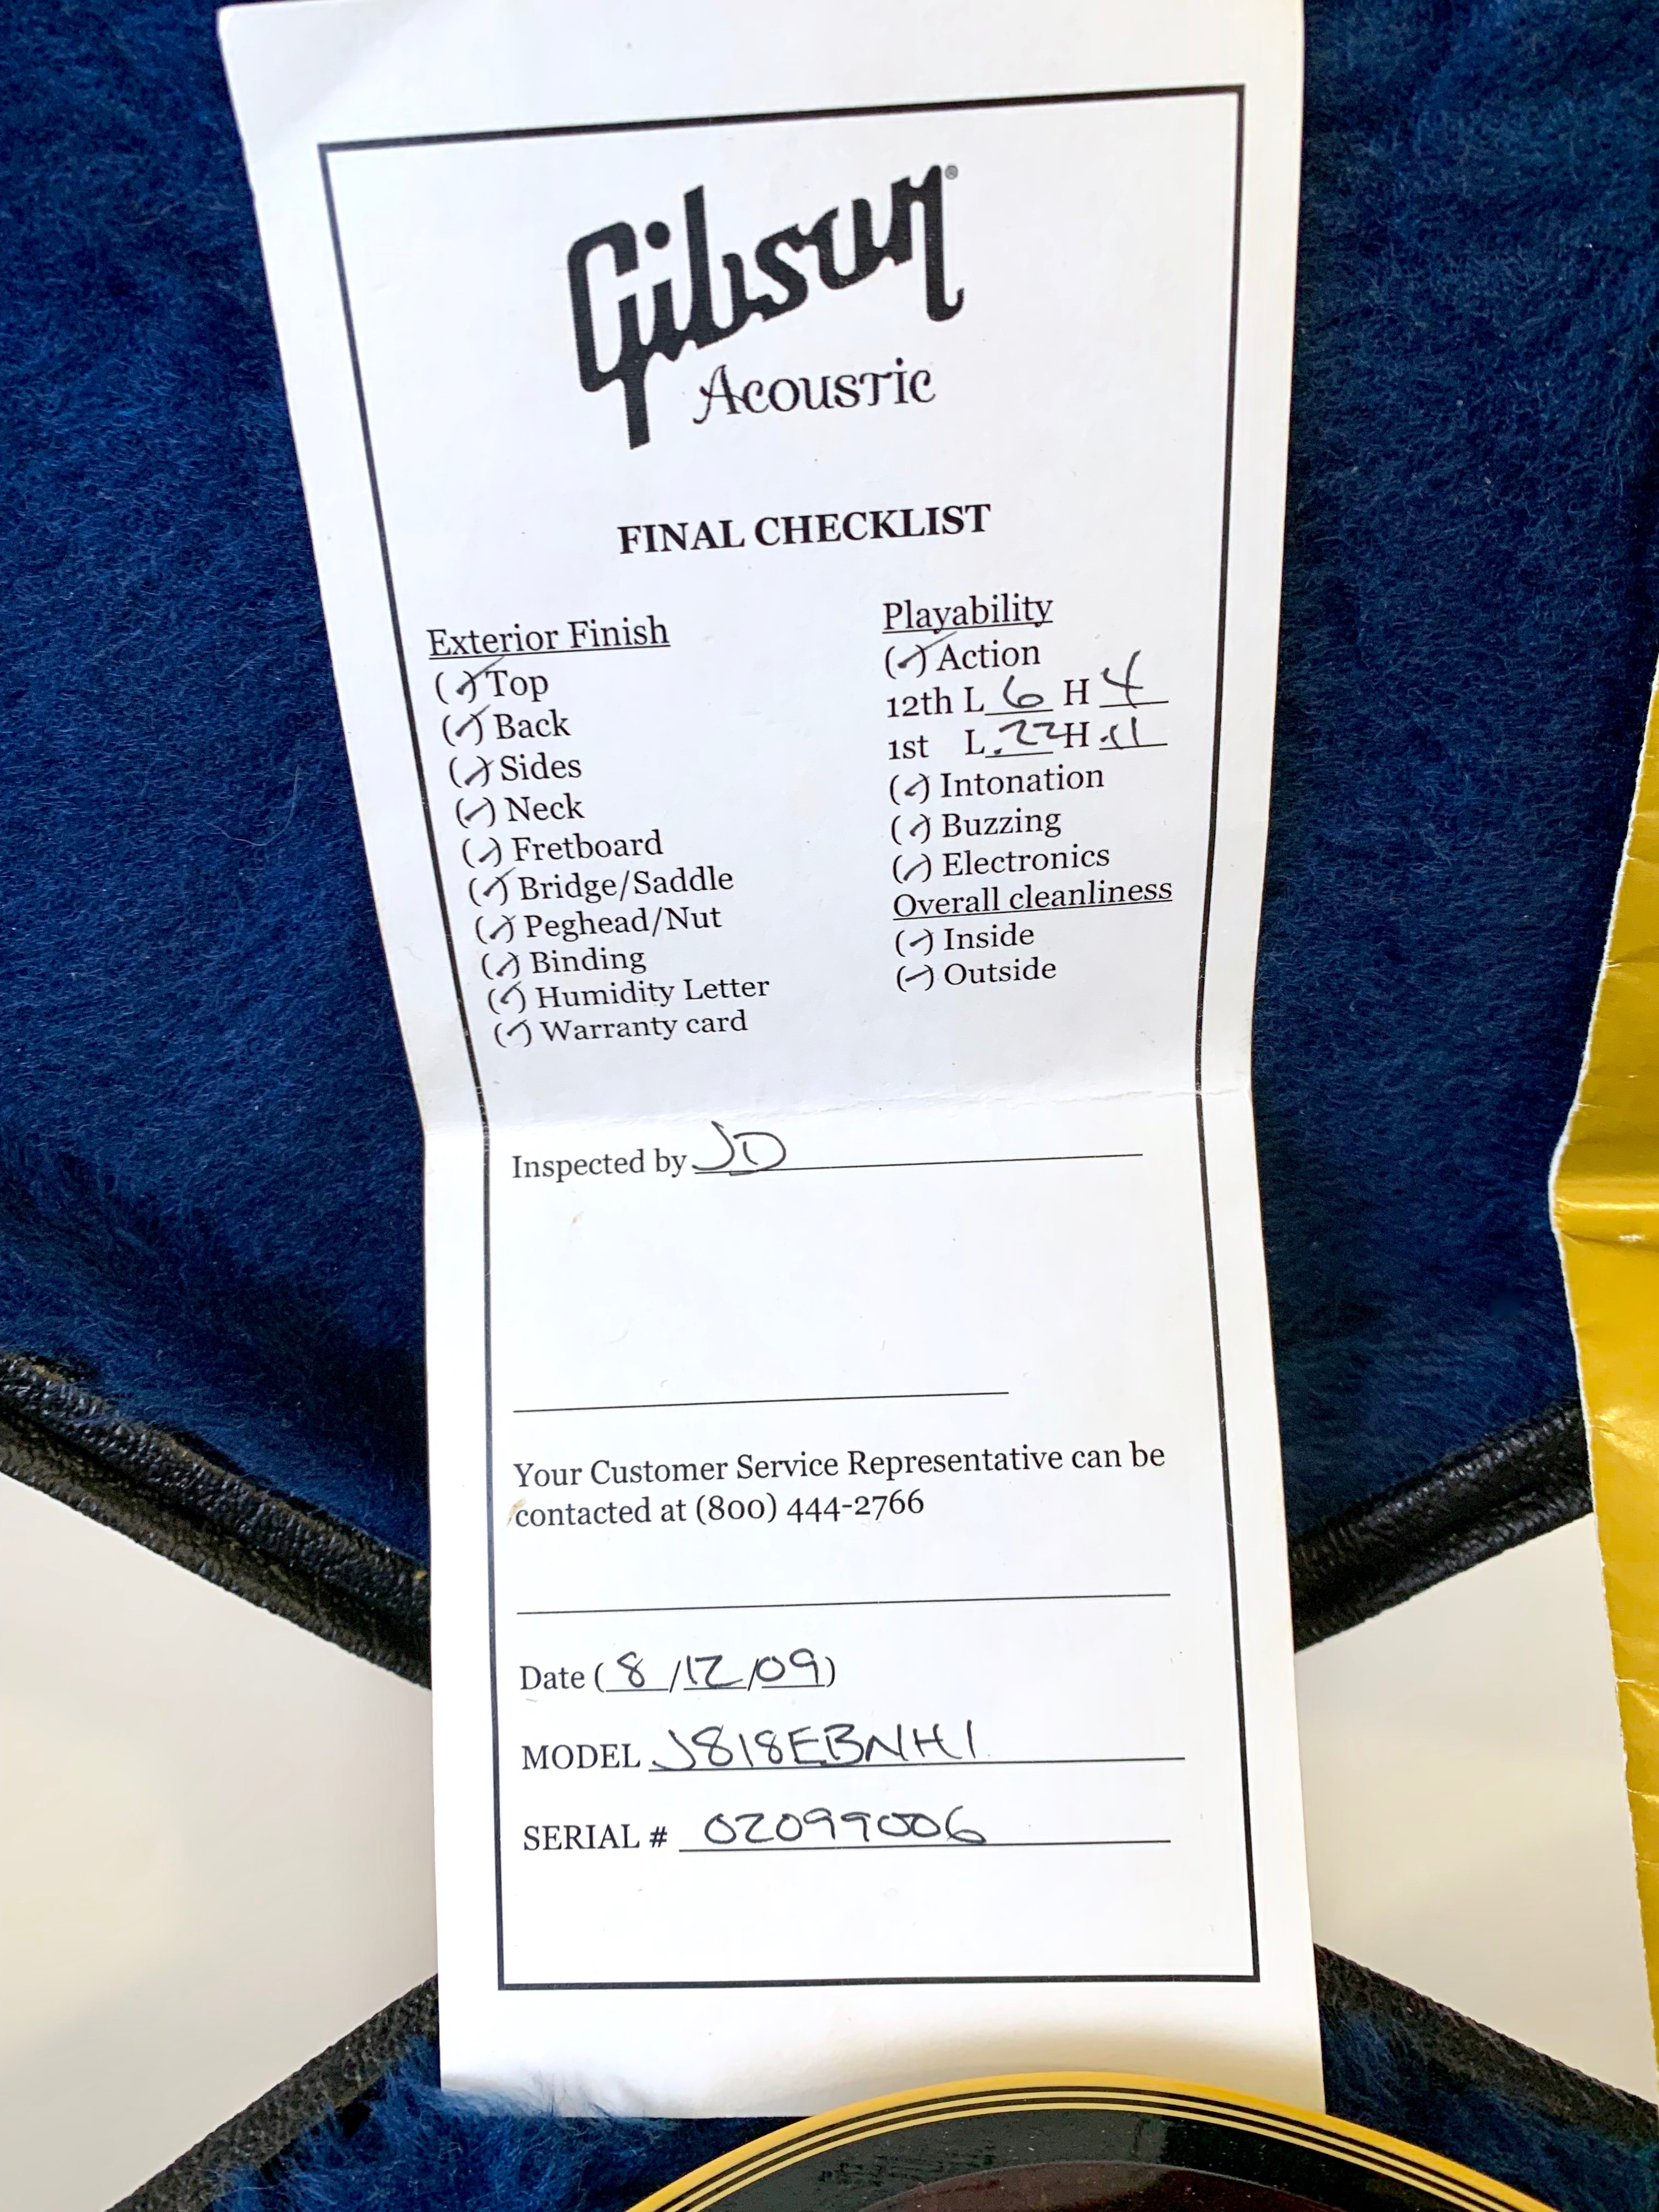 Gibson®
Acoustic
FINAL CHECKLIST
Exterior Finish
(✓) Top
(✓) Back
(✓) Sides
(✓) Neck
(✓) Fretboard
(✓) Bridge/Saddle
(✓) Peghead/Nut
(✓) Binding
(✓) Humidity Letter
(✓) Warranty card
Playability
(✓) Action
12th L 6 H 4
1st L .22 H .11
(✓) Intonation
(✓) Buzzing
(✓) Electronics
Overall cleanliness
(✓) Inside
(✓) Outside
Inspected by JD
Your Customer Service Representative can be
contacted at (800) 444-2766
Date (8/12/09)
MODEL J818EBNH1
SERIAL # 02099006